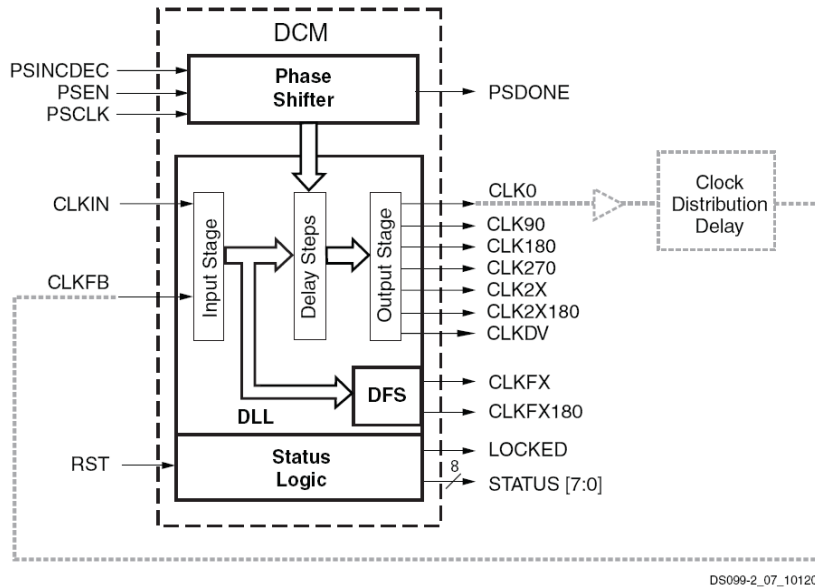 DCM
PSINCDEC
PSEN
PSCLK
Phase
Shifter
PSDONE
CLKIN
CLKFB
Input Stage
Delay Steps
Output Stage
CLK0
CLK90
CLK180
CLK270
CLK2X
CLK2X180
CLKDV
Clock
Distribution
Delay
DLL
DFS
CLKFX
CLKFX180
RST
Status
Logic
LOCKED
8
STATUS [7:0]
DS099-2_07_10120